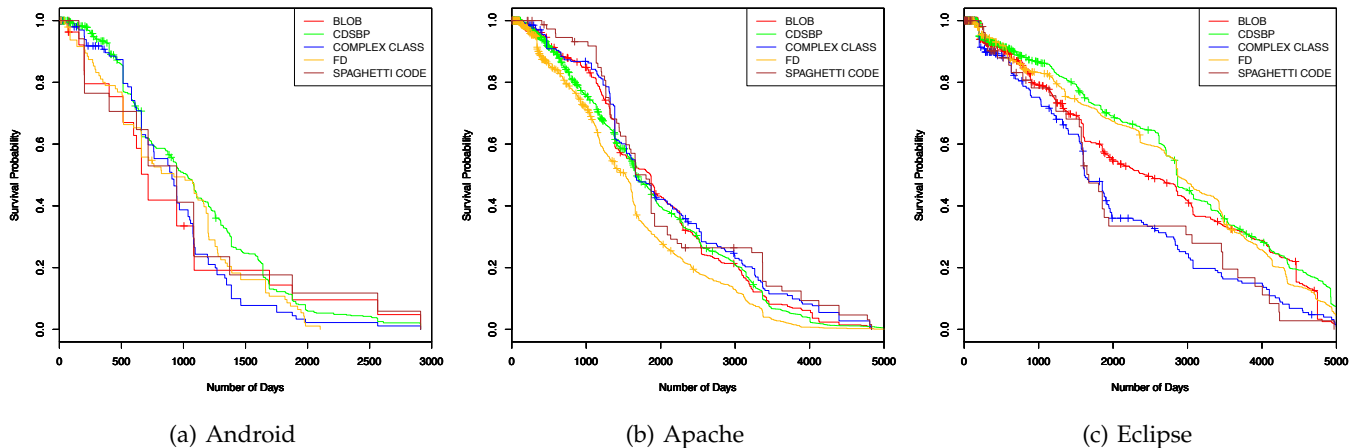 BLOB
CDSBP
COMPLEX CLASS
FD
SPAGHETTI CODE
Survival Probability
1.0
0.8
0.6
0.4
0.2
0.0
0 500 1000 1500 2000 2500 3000
Number of Days
(a) Android
BLOB
CDSBP
COMPLEX CLASS
FD
SPAGHETTI CODE
Survival Probability
1.0
0.8
0.6
0.4
0.2
0.0
0 1000 2000 3000 4000 5000
Number of Days
(b) Apache
BLOB
CDSBP
COMPLEX CLASS
FD
SPAGHETTI CODE
Survival Probability
1.0
0.8
0.6
0.4
0.2
0.0
0 1000 2000 3000 4000 5000
Number of Days
(c) Eclipse